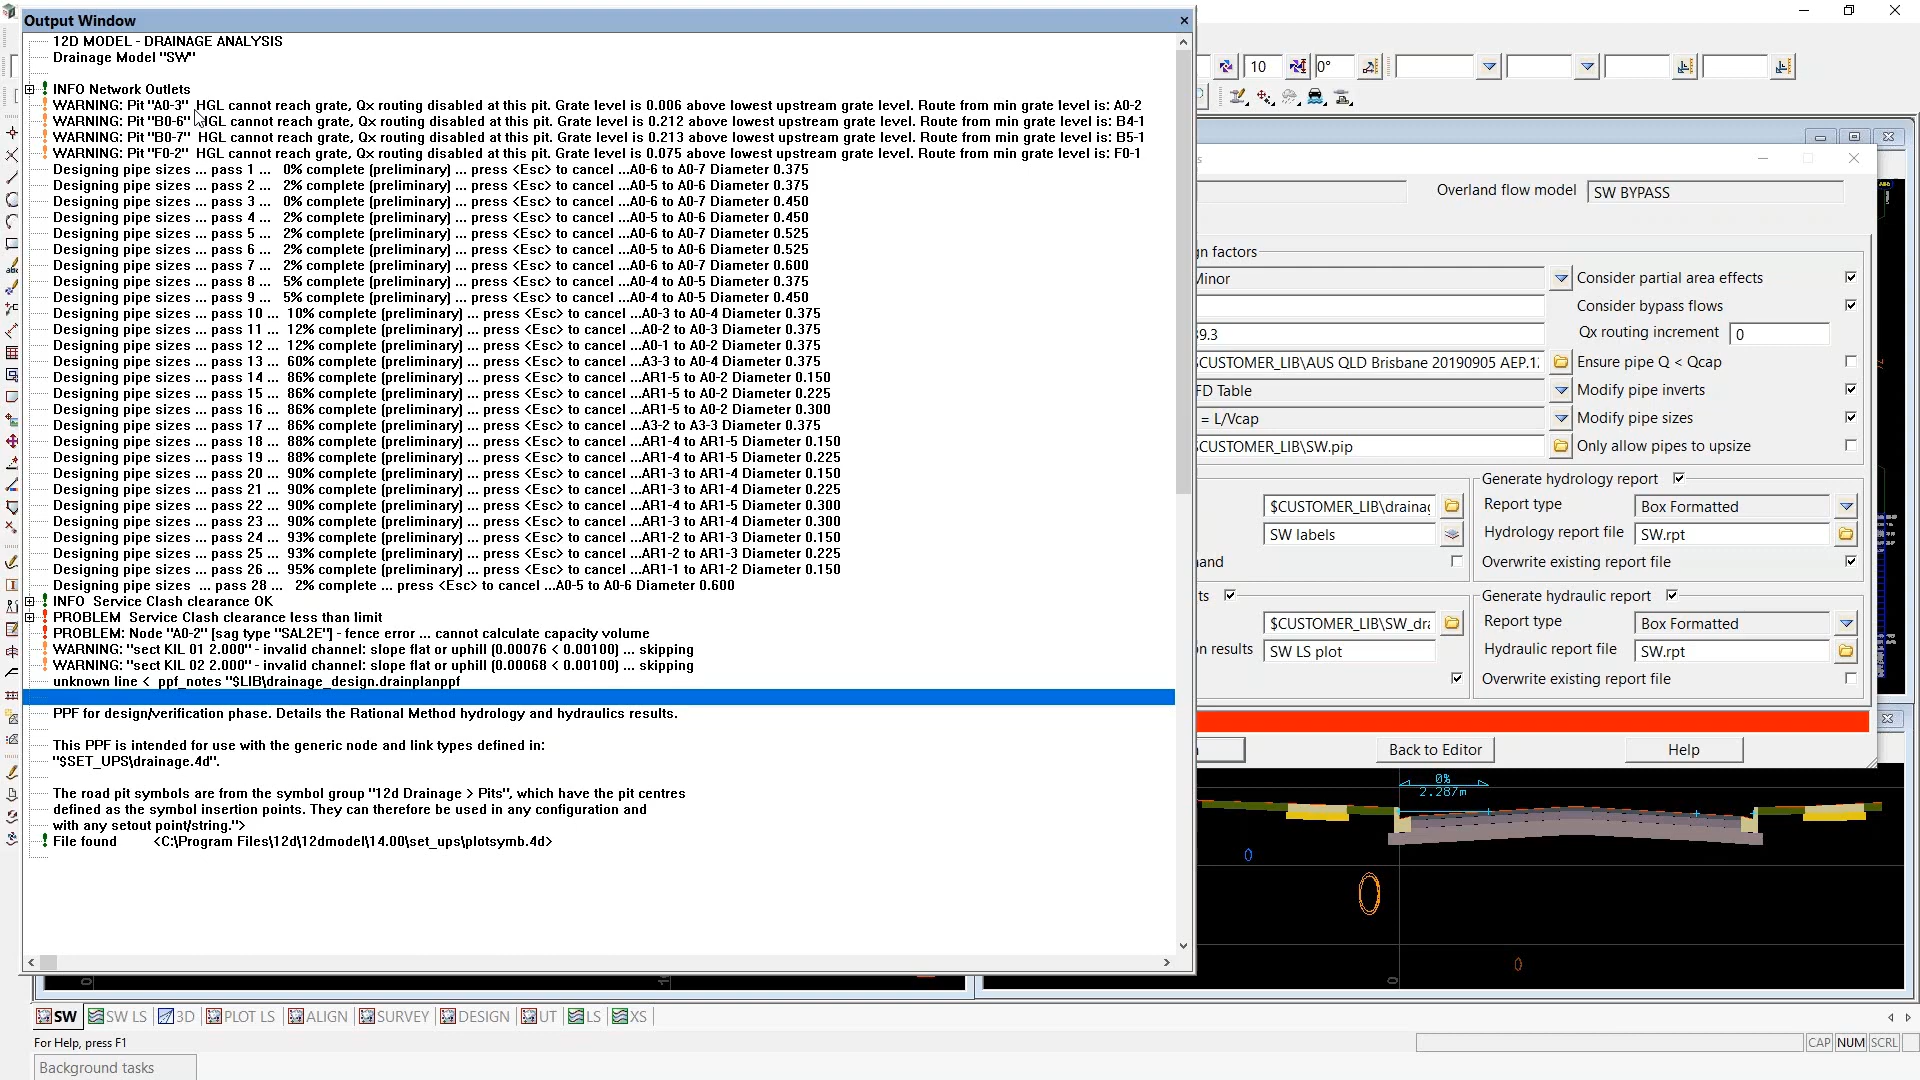 Output Window
12D MODEL - DRAINAGE ANALYSIS
Drainage Model "SW"
INFO Network Outlets
WARNING: Pit "A0-3" HGL cannot reach grate, Qx routing disabled at this pit. Grate level is 0.006 above lowest upstream grate level. Route from min grate level is: A0-2
WARNING: Pit "B0-6" HGL cannot reach grate, Qx routing disabled at this pit. Grate level is 0.212 above lowest upstream grate level. Route from min grate level is: B4-1
WARNING: Pit "B0-7" HGL cannot reach grate, Qx routing disabled at this pit. Grate level is 0.213 above lowest upstream grate level. Route from min grate level is: B5-1
WARNING: Pit "F0-2" HGL cannot reach grate, Qx routing disabled at this pit. Grate level is 0.075 above lowest upstream grate level. Route from min grate level is: F0-1
Designing pipe sizes ... pass 1 ... 0% complete (preliminary) ... press <Esc> to cancel ...A0-6 to A0-7 Diameter 0.375
Designing pipe sizes ... pass 2 ... 2% complete (preliminary) ... press <Esc> to cancel ...A0-5 to A0-6 Diameter 0.375
Designing pipe sizes ... pass 3 ... 0% complete (preliminary) ... press <Esc> to cancel ...A0-6 to A0-7 Diameter 0.450
Designing pipe sizes ... pass 4 ... 2% complete (preliminary) ... press <Esc> to cancel ...A0-5 to A0-6 Diameter 0.450
Designing pipe sizes ... pass 5 ... 2% complete (preliminary) ... press <Esc> to cancel ...A0-6 to A0-7 Diameter 0.525
Designing pipe sizes ... pass 6 ... 2% complete (preliminary) ... press <Esc> to cancel ...A0-5 to A0-6 Diameter 0.525
Designing pipe sizes ... pass 7 ... 2% complete (preliminary) ... press <Esc> to cancel ...A0-6 to A0-7 Diameter 0.600
Designing pipe sizes ... pass 8 ... 5% complete (preliminary) ... press <Esc> to cancel ...A0-4 to A0-5 Diameter 0.375
Designing pipe sizes ... pass 9 ... 5% complete (preliminary) ... press <Esc> to cancel ...A0-4 to A0-5 Diameter 0.450
Designing pipe sizes ... pass 10 ... 10% complete (preliminary) ... press <Esc> to cancel ...A0-3 to A0-4 Diameter 0.375
Designing pipe sizes ... pass 11 ... 12% complete (preliminary) ... press <Esc> to cancel ...A0-2 to A0-3 Diameter 0.375
Designing pipe sizes ... pass 12 ... 12% complete (preliminary) ... press <Esc> to cancel ...A0-1 to A0-2 Diameter 0.375
Designing pipe sizes ... pass 13 ... 60% complete (preliminary) ... press <Esc> to cancel ...A3-3 to A0-4 Diameter 0.375
Designing pipe sizes ... pass 14 ... 86% complete (preliminary) ... press <Esc> to cancel ...AR1-5 to A0-2 Diameter 0.150
Designing pipe sizes ... pass 15 ... 86% complete (preliminary) ... press <Esc> to cancel ...AR1-5 to A0-2 Diameter 0.225
Designing pipe sizes ... pass 16 ... 86% complete (preliminary) ... press <Esc> to cancel ...AR1-5 to A0-2 Diameter 0.300
Designing pipe sizes ... pass 17 ... 86% complete (preliminary) ... press <Esc> to cancel ...A3-2 to A3-3 Diameter 0.375
Designing pipe sizes ... pass 18 ... 88% complete (preliminary) ... press <Esc> to cancel ...AR1-4 to AR1-5 Diameter 0.150
Designing pipe sizes ... pass 19 ... 88% complete (preliminary) ... press <Esc> to cancel ...AR1-4 to AR1-5 Diameter 0.225
Designing pipe sizes ... pass 20 ... 90% complete (preliminary) ... press <Esc> to cancel ...AR1-3 to AR1-4 Diameter 0.150
Designing pipe sizes ... pass 21 ... 90% complete (preliminary) ... press <Esc> to cancel ...AR1-3 to AR1-4 Diameter 0.225
Designing pipe sizes ... pass 22 ... 90% complete (preliminary) ... press <Esc> to cancel ...AR1-4 to AR1-5 Diameter 0.300
Designing pipe sizes ... pass 23 ... 90% complete (preliminary) ... press <Esc> to cancel ...AR1-3 to AR1-4 Diameter 0.300
Designing pipe sizes ... pass 24 ... 93% complete (preliminary) ... press <Esc> to cancel ...AR1-2 to AR1-3 Diameter 0.150
Designing pipe sizes ... pass 25 ... 93% complete (preliminary) ... press <Esc> to cancel ...AR1-2 to AR1-3 Diameter 0.225
Designing pipe sizes ... pass 26 ... 95% complete (preliminary) ... press <Esc> to cancel ...AR1-1 to AR1-2 Diameter 0.150
Designing pipe sizes ... pass 28 ... 2% complete ... press <Esc> to cancel ...A0-5 to A0-6 Diameter 0.600
INFO Service Clash clearance OK
PROBLEM Service Clash clearance less than limit
PROBLEM: Node "A0-2" [sag type "SAL2E"] - fence error ... cannot calculate capacity volume
WARNING: "sect KIL 01 2.000" - invalid channel: slope flat or uphill (0.00076 < 0.00100) ... skipping
WARNING: "sect KIL 02 2.000" - invalid channel: slope flat or uphill (0.00068 < 0.00100) ... skipping
unknown line < ppf_notes "$LIB\drainage_design.drainplanppf
PPF for design/verification phase. Details the Rational Method hydrology and hydraulics results.
This PPF is intended for use with the generic node and link types defined in:
"$SET_UPS\drainage.4d".
The road pit symbols are from the symbol group "12d Drainage > Pits", which have the pit centres
defined as the symbol insertion points. They can therefore be used in any configuration and
with any setout point/string.">
File found <C:\Program Files\12d\12dmodel\14.00\set_ups\plotsymb.4d>
10
0°
Overland flow model
SW BYPASS
gn factors
Minor
Consider partial area effects
Consider bypass flows
39.3
Qx routing increment
0
CUSTOMER_LIB\AUS QLD Brisbane 20190905 AEP.1
Ensure pipe Q < Qcap
FD Table
Modify pipe inverts
= L/Vcap
Modify pipe sizes
CUSTOMER_LIB\SW.pip
Only allow pipes to upsize
Generate hydrology report
$CUSTOMER_LIB\draina
Report type
Box Formatted
SW labels
Hydrology report file
SW.rpt
and
Overwrite existing report file
ts
Generate hydraulic report
$CUSTOMER_LIB\SW_dr
Report type
Box Formatted
n results
SW LS plot
Hydraulic report file
SW.rpt
Overwrite existing report file
Back to Editor
Help
0%
2.287m
0
SW
SW LS
3D
PLOT LS
ALIGN
SURVEY
DESIGN
UT
LS
XS
For Help, press F1
CAP
NUM
SCRL
Background tasks